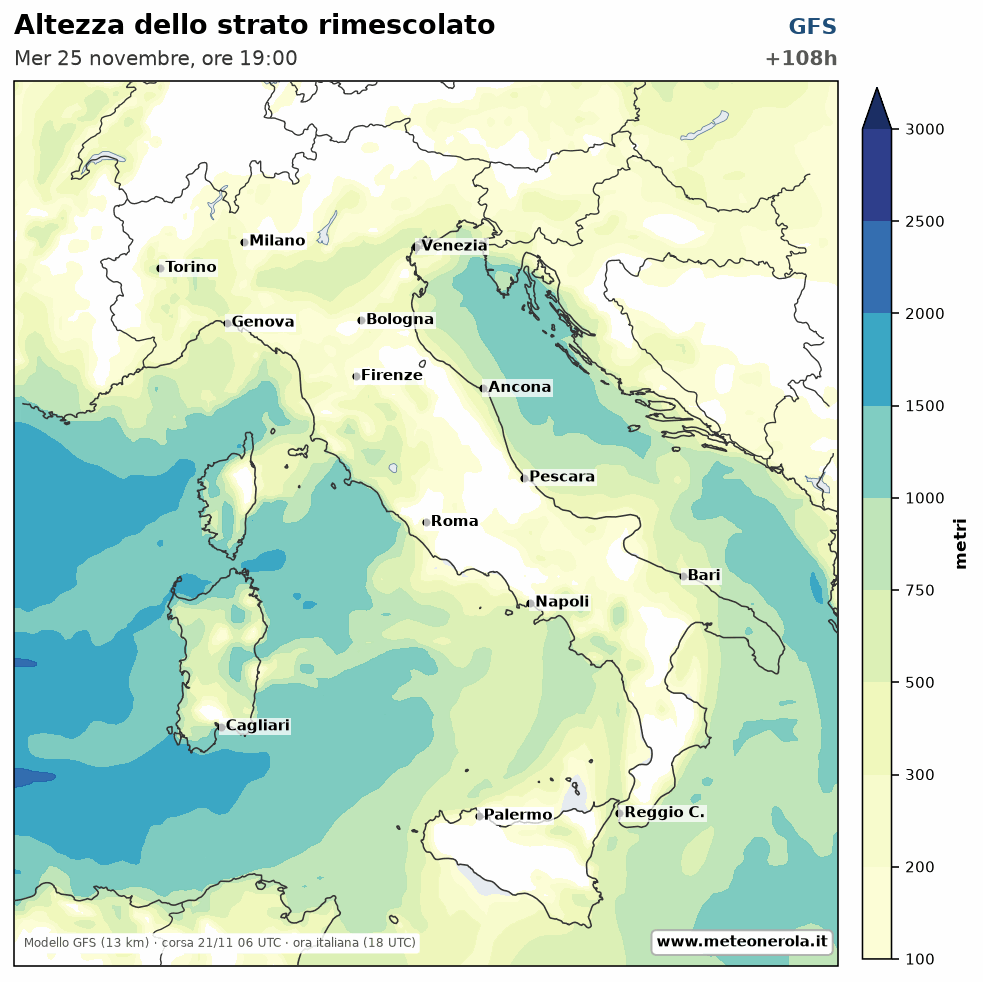 Altezza dello strato rimescolato
GFS
Mer 25 novembre, ore 19:00
+108h
3000
2500
2000
1500
1000
750
500
300
200
100
metri
Milano
Venezia
Torino
Genova
Bologna
Firenze
Ancona
Pescara
Roma
Bari
Napoli
Cagliari
Palermo
Reggio C.
Modello GFS (13 km) · corsa 21/11 06 UTC · ora italiana (18 UTC)
www.meteonerola.it